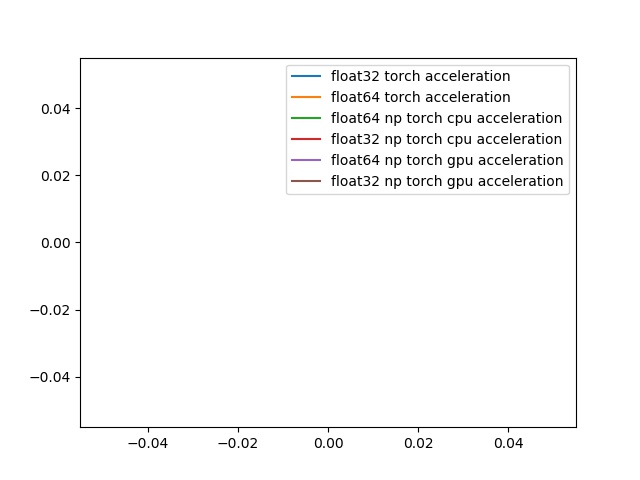 float32 torch acceleration
float64 torch acceleration
float64 np torch cpu acceleration
float32 np torch cpu acceleration
float64 np torch gpu acceleration
float32 np torch gpu acceleration
0.04
0.02
0.00
−0.02
−0.04
−0.04 −0.02 0.00 0.02 0.04